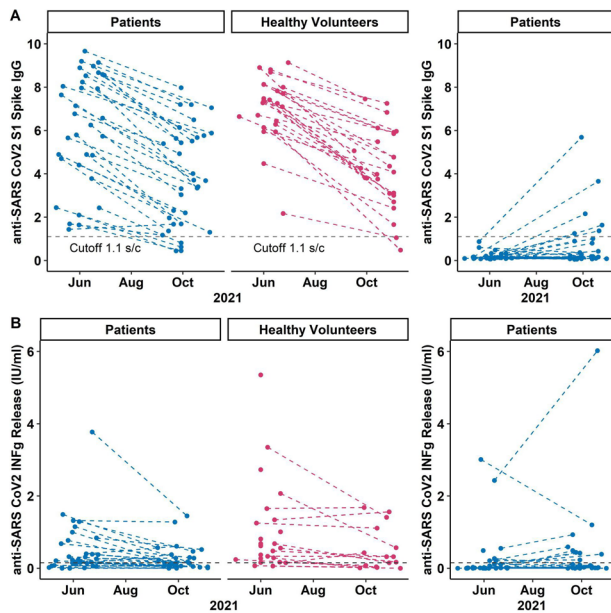 A
Patients
Healthy Volunteers
Patients
anti-SARS CoV2 S1 Spike IgG
10
8
6
4
2
0
Cutoff 1.1 s/c
Cutoff 1.1 s/c
anti-SARS CoV2 S1 Spike IgG
10
8
6
4
2
0
Jun Aug Oct
Jun Aug Oct
Jun Aug Oct
2021
2021
B
Patients
Healthy Volunteers
Patients
anti-SARS CoV2 INFg Release (IU/ml)
6
4
2
0
anti-SARS CoV2 INFg Release (IU/ml)
6
4
2
0
Jun Aug Oct
Jun Aug Oct
Jun Aug Oct
2021
2021